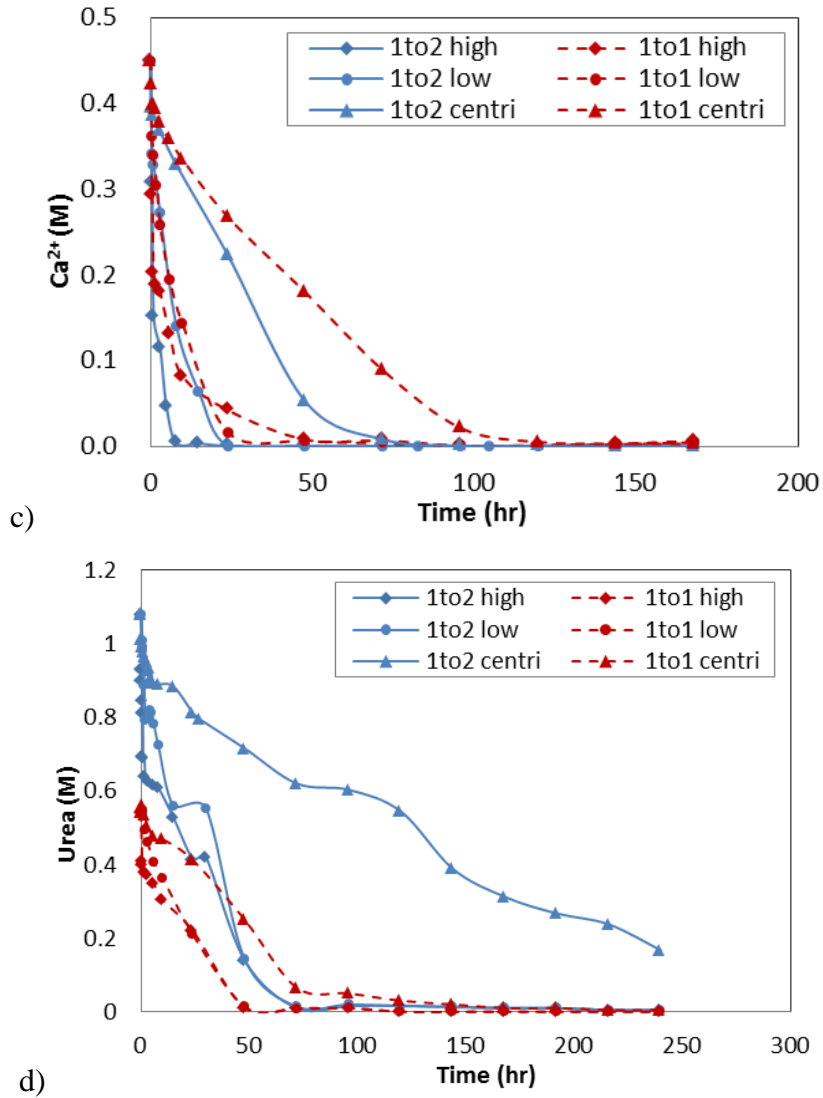 0.5
1to2 high
1to1 high
1to2 low
1to1 low
1to2 centri
1to1 centri
0.4
0.3
0.2
0.1
0.0
Ca²⁺ (M)
0 50 100 150 200
Time (hr)
c)
1.2
1to2 high
1to1 high
1to2 low
1to1 low
1to2 centri
1to1 centri
1
0.8
0.6
0.4
0.2
0
Urea (M)
0 50 100 150 200 250 300
Time (hr)
d)